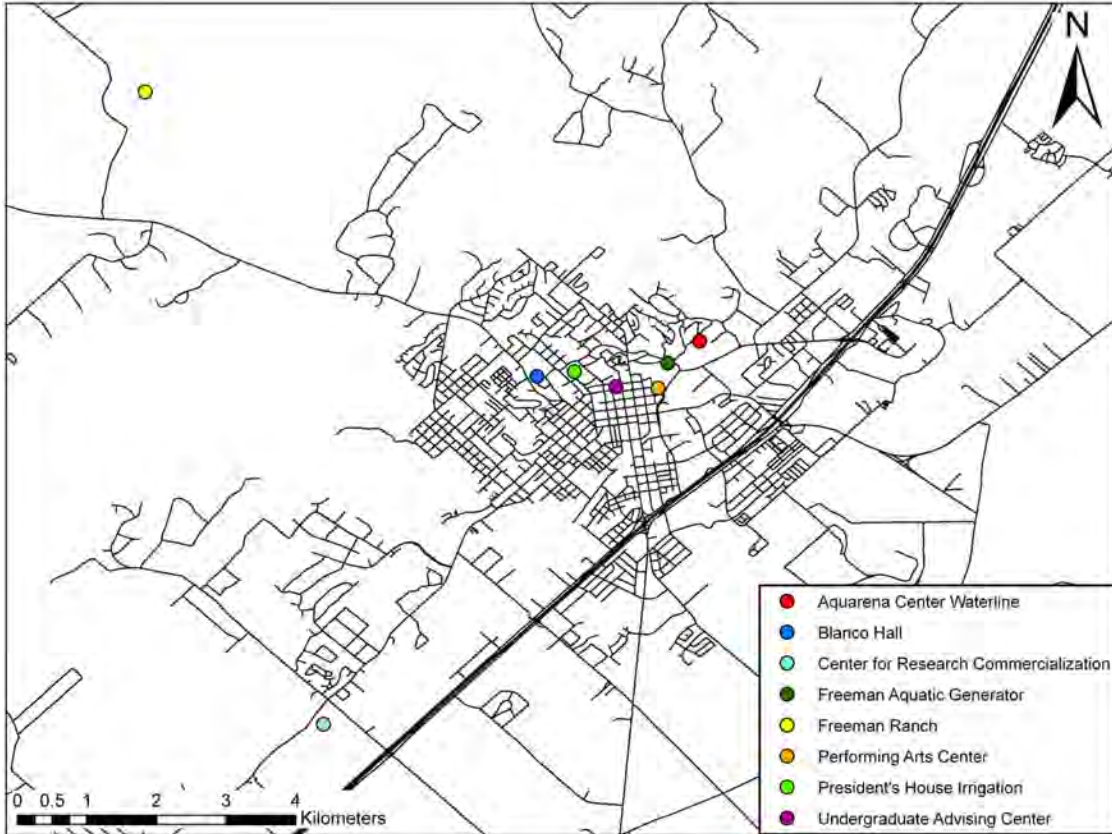 N
Aquarena Center Waterline
Blanco Hall
Center for Research Commercialization
Freeman Aquatic Generator
Freeman Ranch
Performing Arts Center
President's House Irrigation
Undergraduate Advising Center
0 0.5 1 2 3 4
Kilometers